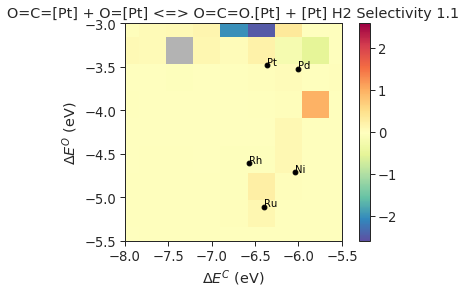 O=C=[Pt] + O=[Pt] <=> O=C=O.[Pt] + [Pt] H2 Selectivity 1.1
−3.0
−3.5
−4.0
−4.5
−5.0
−5.5
ΔE^O (eV)
Pt
Pd
Rh
Ni
Ru
−8.0 −7.5 −7.0 −6.5 −6.0 −5.5
ΔE^C (eV)
2
1
0
−1
−2